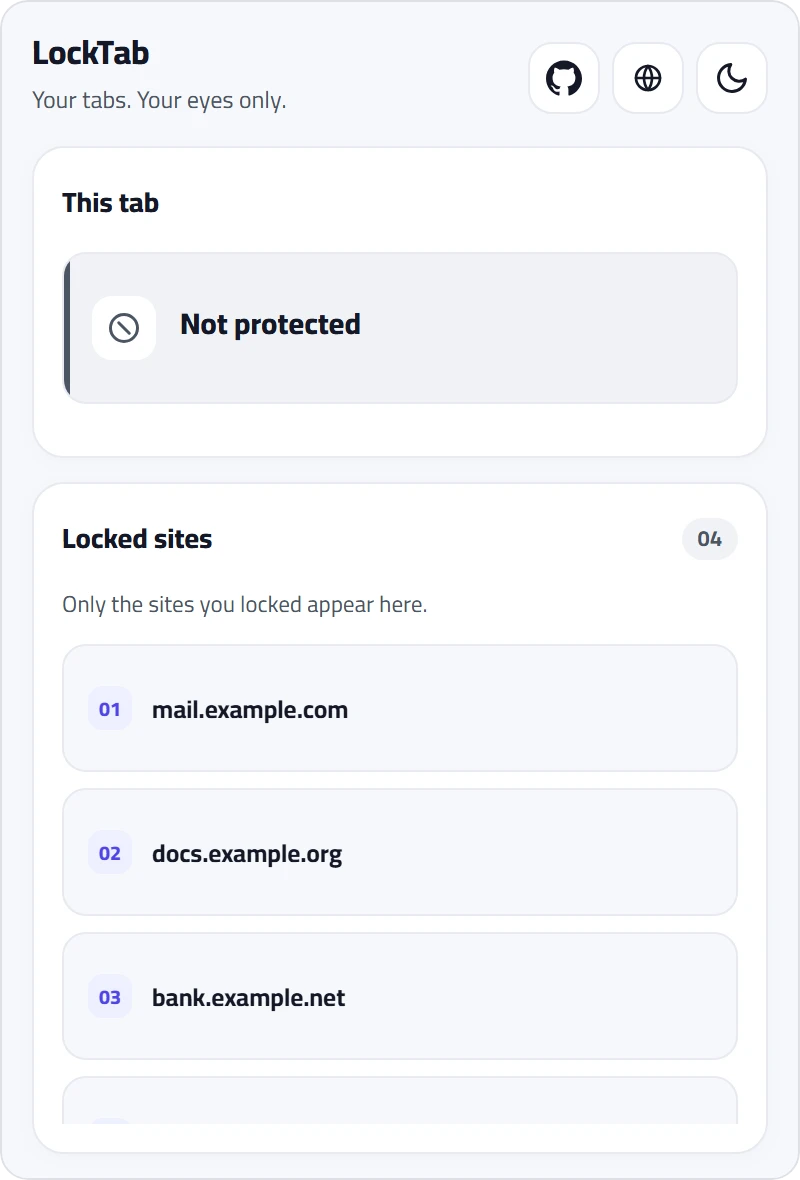 LockTab
Your tabs. Your eyes only.
This tab
Not protected
Locked sites
04
Only the sites you locked appear here.
01
mail.example.com
02
docs.example.org
03
bank.example.net